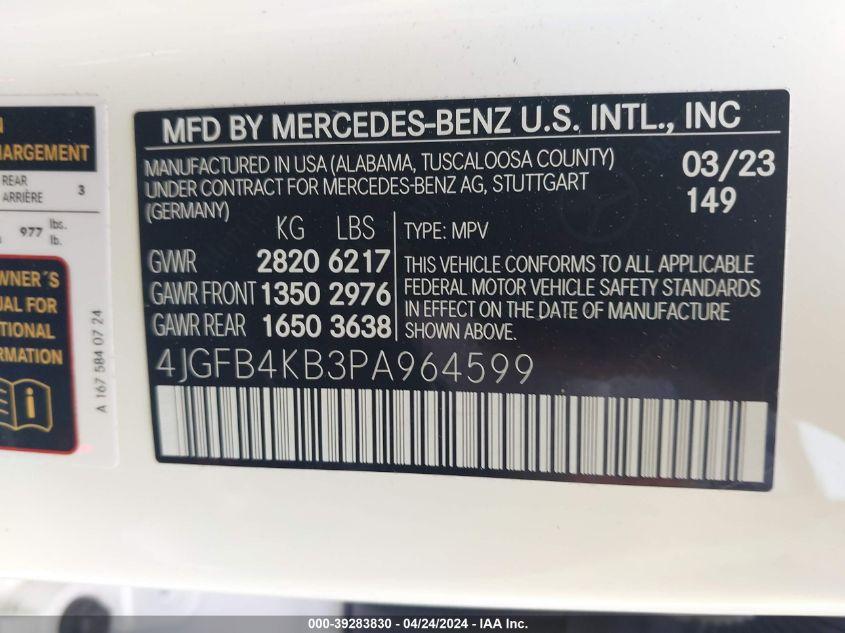 N
HARGEMENT
REAR 3
ARRIÈRE
977 lbs.
lb.
WNER´S
UAL FOR
TIONAL
MATION
A 167 584 07 24
MFD BY MERCEDES-BENZ U.S. INTL., INC
MANUFACTURED IN USA (ALABAMA, TUSCALOOSA COUNTY) 03/23
UNDER CONTRACT FOR MERCEDES-BENZ AG, STUTTGART 149
(GERMANY)
KG LBS
GVWR 2820 6217
GAWR FRONT 1350 2976
GAWR REAR 1650 3638
TYPE: MPV
THIS VEHICLE CONFORMS TO ALL APPLICABLE
FEDERAL MOTOR VEHICLE SAFETY STANDARDS
IN EFFECT ON THE DATE OF MANUFACTURE
SHOWN ABOVE.
4JGFB4KB3PA964599
000-39283830 / 04/24/2024 - IAA Inc.